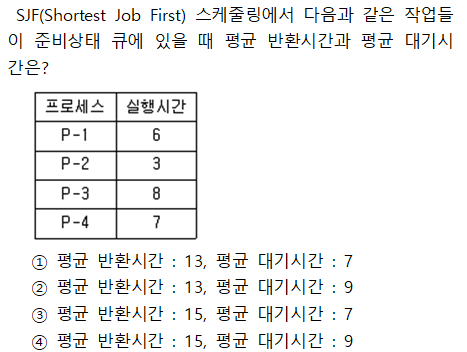 SJF(Shortest Job First) 스케줄링에서 다음과 같은 작업들
이 준비상태 큐에 있을 때 평균 반환시간과 평균 대기시
간은?
프로세스 실행시간
P-1 6
P-2 3
P-3 8
P-4 7
① 평균 반환시간 : 13, 평균 대기시간 : 7
② 평균 반환시간 : 13, 평균 대기시간 : 9
③ 평균 반환시간 : 15, 평균 대기시간 : 7
④ 평균 반환시간 : 15, 평균 대기시간 : 9